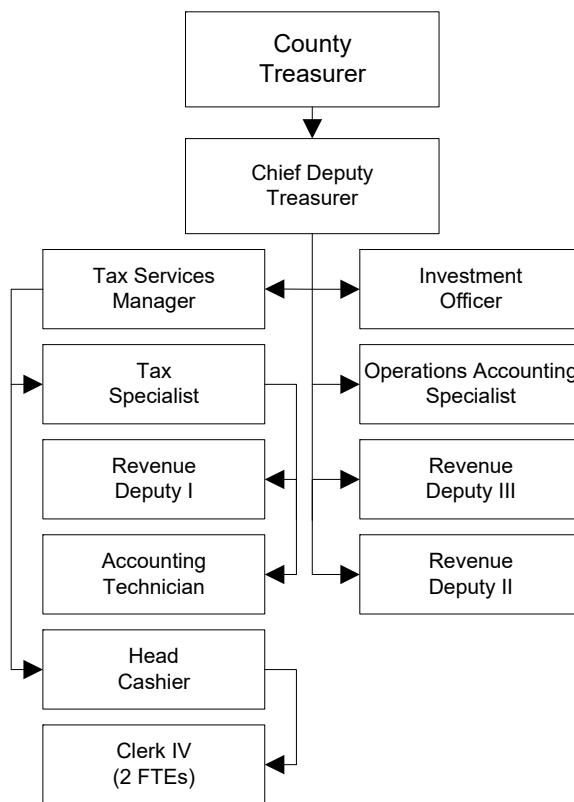 County
Treasurer
Chief Deputy
Treasurer
Tax Services
Manager
Investment
Officer
Tax
Specialist
Operations Accounting
Specialist
Revenue
Deputy I
Revenue
Deputy III
Accounting
Technician
Revenue
Deputy II
Head
Cashier
Clerk IV
(2 FTEs)